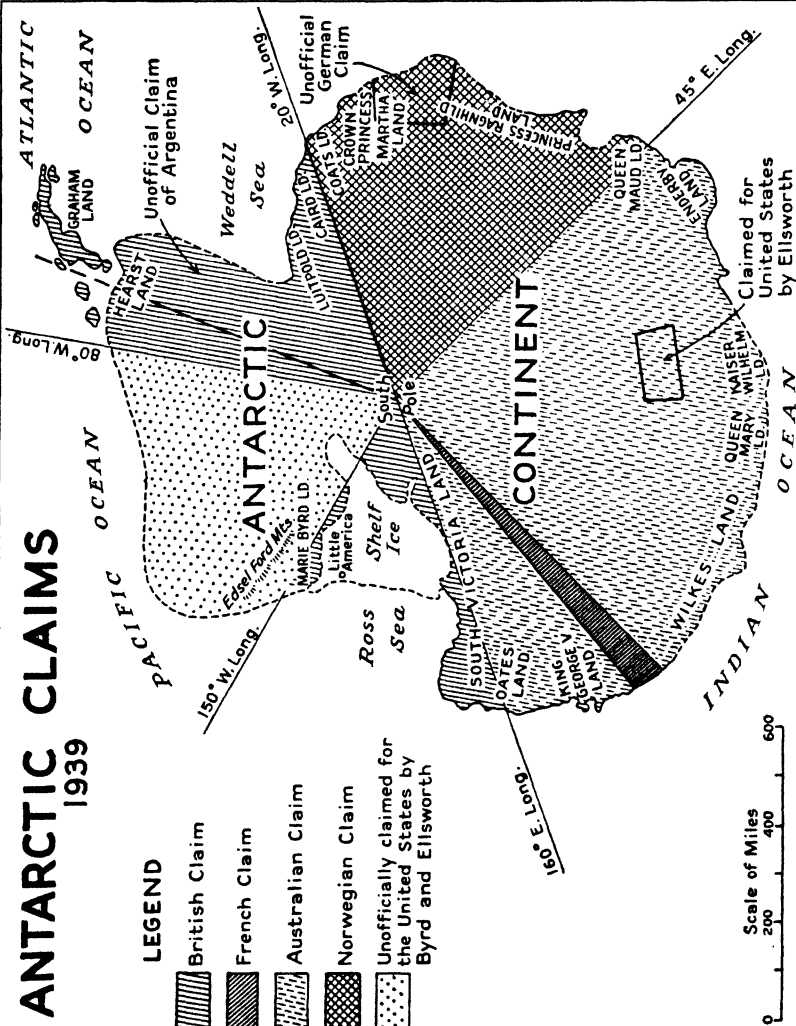 ANTARCTIC CLAIMS
1939
LEGEND
British Claim
French Claim
Australian Claim
Norwegian Claim
Unofficially claimed for
the United States by
Byrd and Ellsworth
Scale of Miles
0 200 400 600
ATLANTIC
OCEAN
PACIFIC
OCEAN
INDIAN
OCEAN
Weddell
Sea
Ross
Sea
Shelf
Ice
Little
America
ANTARCTIC
CONTINENT
South
Pole
80° W. Long.
20° W. Long.
45° E. Long.
160° E. Long.
150° W. Long.
GRAHAM
LAND
HEARST
LAND
Unofficial Claim
of Argentina
LUITPOLD LD.
CAIRD LD.
COATS LD.
CROWN
PRINCESS
MARTHA
LAND
Unofficial
German
Claim
PRINCESS RAGNHILD
LAND
QUEEN
MAUD LD.
ENDERBY
LAND
Claimed for
United States
by Ellsworth
KAISER
WILHELM
LD.
QUEEN
MARY
LD.
WILKES LAND
KING
GEORGE V
LAND
OATES
LAND
SOUTH VICTORIA LAND
MARIE BYRD LD.
Edsel Ford Mts.